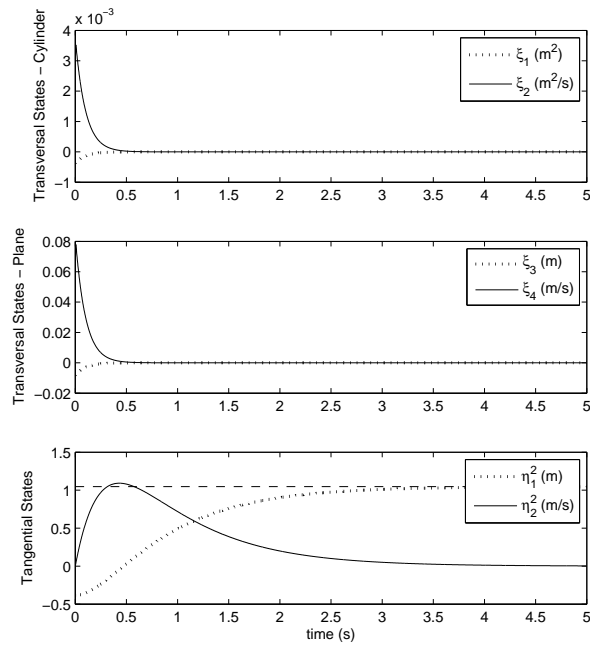 x 10⁻³
Transversal States − Cylinder
4
3
2
1
0
−1
ξ₁ (m²)
ξ₂ (m²/s)
0 0.5 1 1.5 2 2.5 3 3.5 4 4.5 5
Transversal States − Plane
0.08
0.06
0.04
0.02
0
−0.02
ξ₃ (m)
ξ₄ (m/s)
0 0.5 1 1.5 2 2.5 3 3.5 4 4.5 5
Tangential States
1.5
1
0.5
0
−0.5
η₁² (m)
η₂² (m/s)
0 0.5 1 1.5 2 2.5 3 3.5 4 4.5 5
time (s)